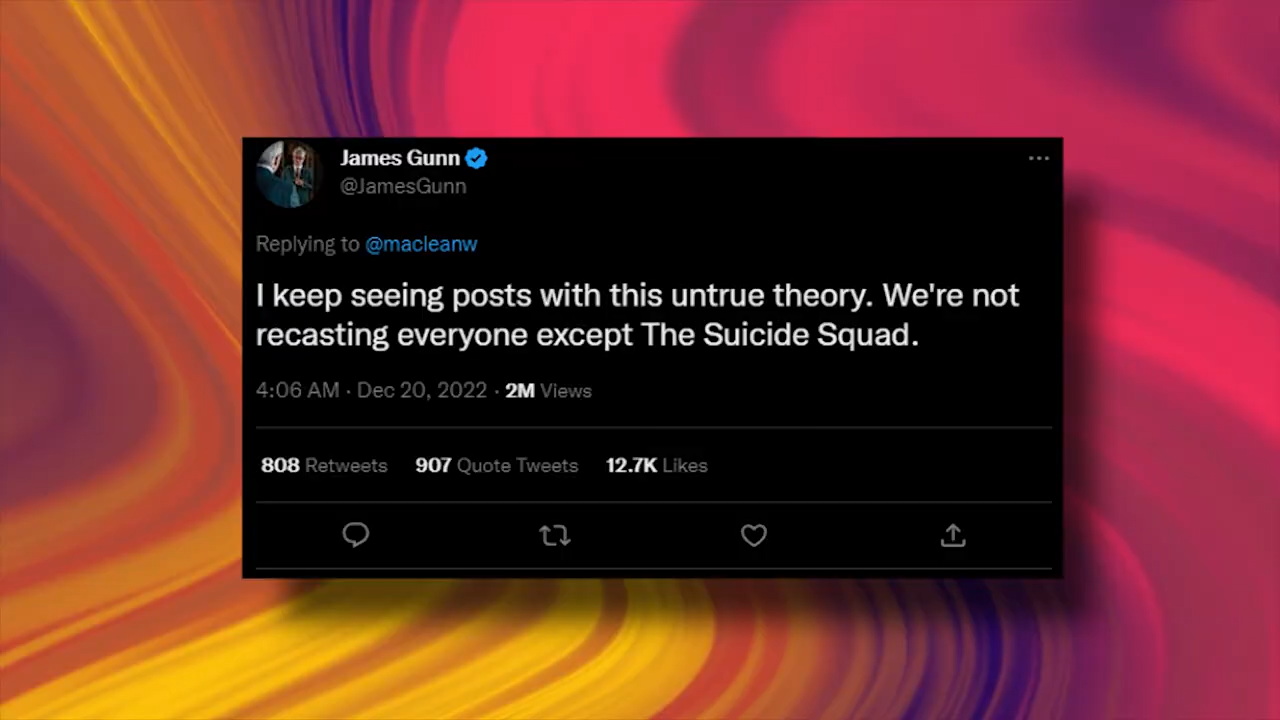 James Gunn
@JamesGunn
Replying to @macleanw
I keep seeing posts with this untrue theory. We're not
recasting everyone except The Suicide Squad.
4:06 AM · Dec 20, 2022 · 2M Views
808 Retweets 907 Quote Tweets 12.7K Likes